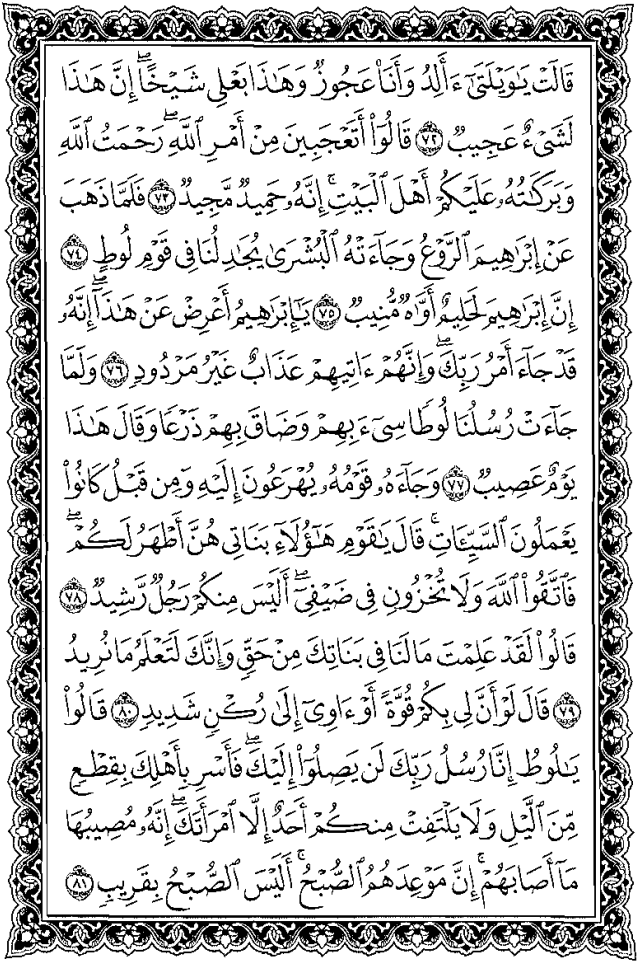 قَالَتْ يَـٰوَيْلَتَىٰٓ ءَأَلِدُ وَأَنَا۠ عَجُوزٌ وَهَـٰذَا بَعْلِى شَيْخًا ۖ إِنَّ هَـٰذَا
لَشَىْءٌ عَجِيبٌ ٧٢ قَالُوٓا۟ أَتَعْجَبِينَ مِنْ أَمْرِ ٱللَّهِ ۖ رَحْمَتُ ٱللَّهِ
وَبَرَكَـٰتُهُۥ عَلَيْكُمْ أَهْلَ ٱلْبَيْتِ ۚ إِنَّهُۥ حَمِيدٌ مَّجِيدٌ ٧٣ فَلَمَّا ذَهَبَ
عَنْ إِبْرَٰهِيمَ ٱلرَّوْعُ وَجَآءَتْهُ ٱلْبُشْرَىٰ يُجَـٰدِلُنَا فِى قَوْمِ لُوطٍ ٧٤
إِنَّ إِبْرَٰهِيمَ لَحَلِيمٌ أَوَّٰهٌ مُّنِيبٌ ٧٥ يَـٰٓإِبْرَٰهِيمُ أَعْرِضْ عَنْ هَـٰذَآ ۖ إِنَّهُۥ
قَدْ جَآءَ أَمْرُ رَبِّكَ ۖ وَإِنَّهُمْ ءَاتِيهِمْ عَذَابٌ غَيْرُ مَرْدُودٍ ٧٦ وَلَمَّا
جَآءَتْ رُسُلُنَا لُوطًا سِىٓءَ بِهِمْ وَضَاقَ بِهِمْ ذَرْعًا وَقَالَ هَـٰذَا
يَوْمٌ عَصِيبٌ ٧٧ وَجَآءَهُۥ قَوْمُهُۥ يُهْرَعُونَ إِلَيْهِ وَمِن قَبْلُ كَانُوا۟
يَعْمَلُونَ ٱلسَّيِّـَٔاتِ ۚ قَالَ يَـٰقَوْمِ هَـٰٓؤُلَآءِ بَنَاتِى هُنَّ أَطْهَرُ لَكُمْ ۖ
فَٱتَّقُوا۟ ٱللَّهَ وَلَا تُخْزُونِ فِى ضَيْفِىٓ ۖ أَلَيْسَ مِنكُمْ رَجُلٌ رَّشِيدٌ ٧٨
قَالُوا۟ لَقَدْ عَلِمْتَ مَا لَنَا فِى بَنَاتِكَ مِنْ حَقٍّ وَإِنَّكَ لَتَعْلَمُ مَا نُرِيدُ
٧٩ قَالَ لَوْ أَنَّ لِى بِكُمْ قُوَّةً أَوْ ءَاوِىٓ إِلَىٰ رُكْنٍ شَدِيدٍ ٨٠ قَالُوا۟
يَـٰلُوطُ إِنَّا رُسُلُ رَبِّكَ لَن يَصِلُوٓا۟ إِلَيْكَ ۖ فَأَسْرِ بِأَهْلِكَ بِقِطْعٍ
مِّنَ ٱلَّيْلِ وَلَا يَلْتَفِتْ مِنكُمْ أَحَدٌ إِلَّا ٱمْرَأَتَكَ ۖ إِنَّهُۥ مُصِيبُهَا
مَآ أَصَابَهُمْ ۚ إِنَّ مَوْعِدَهُمُ ٱلصُّبْحُ ۚ أَلَيْسَ ٱلصُّبْحُ بِقَرِيبٍ ٨١